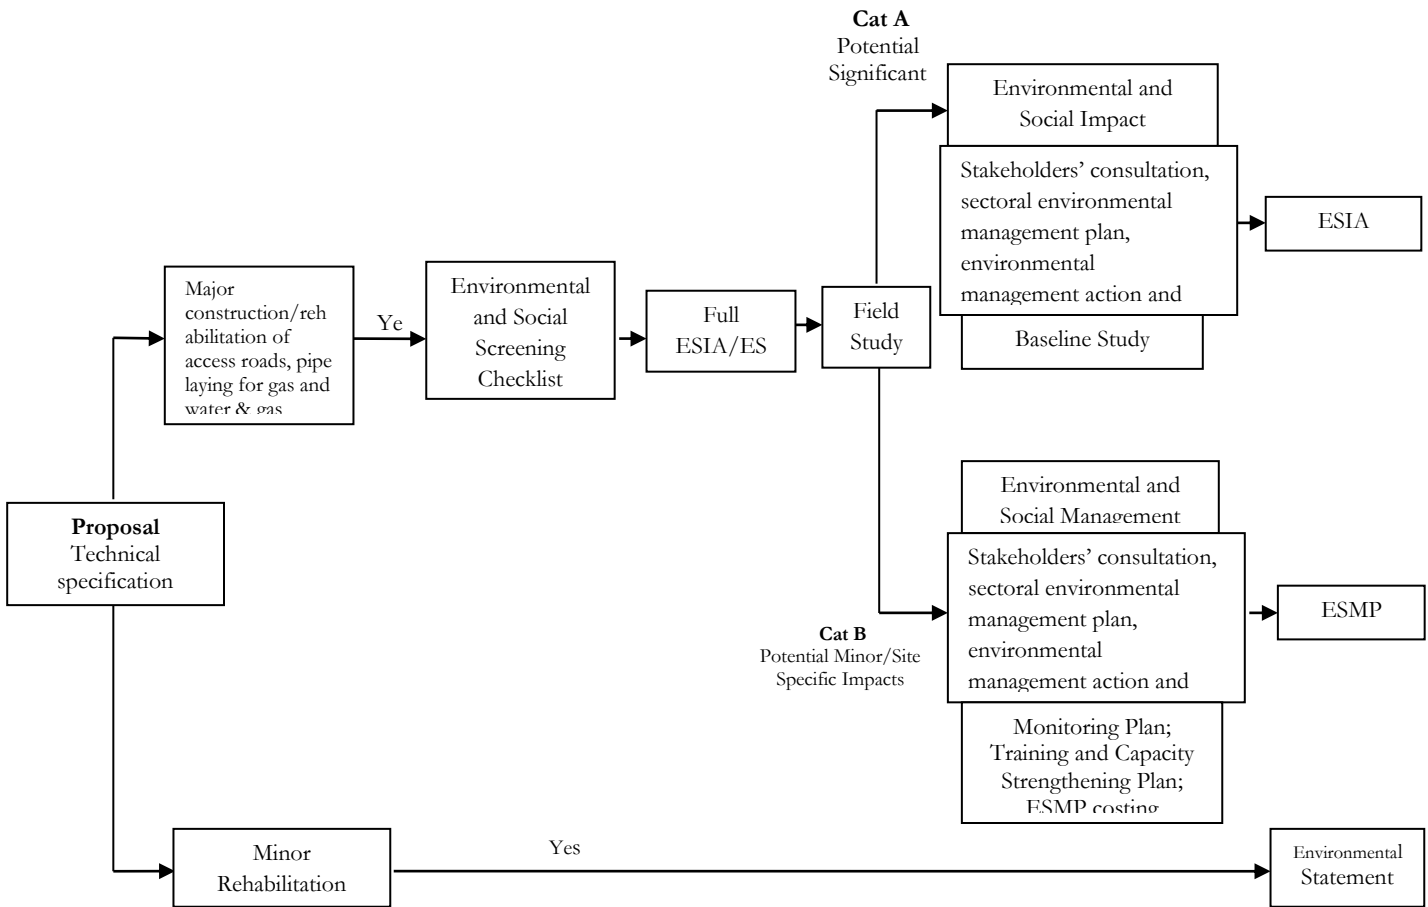 Cat A
Potential
Significant
Environmental and
Social Impact
Stakeholders’ consultation,
sectoral environmental
management plan,
environmental
management action and
Baseline Study
ESIA
Major
construction/reh
abilitation of
access roads, pipe
laying for gas and
water & gas
Ye
Environmental
and Social
Screening
Checklist
Full
ESIA/ES
Field
Study
Proposal
Technical
specification
Environmental and
Social Management
Stakeholders’ consultation,
sectoral environmental
management plan,
environmental
management action and
Monitoring Plan;
Training and Capacity
Strengthening Plan;
ESMP costing
ESMP
Cat B
Potential Minor/Site
Specific Impacts
Minor
Rehabilitation
Yes
Environmental
Statement